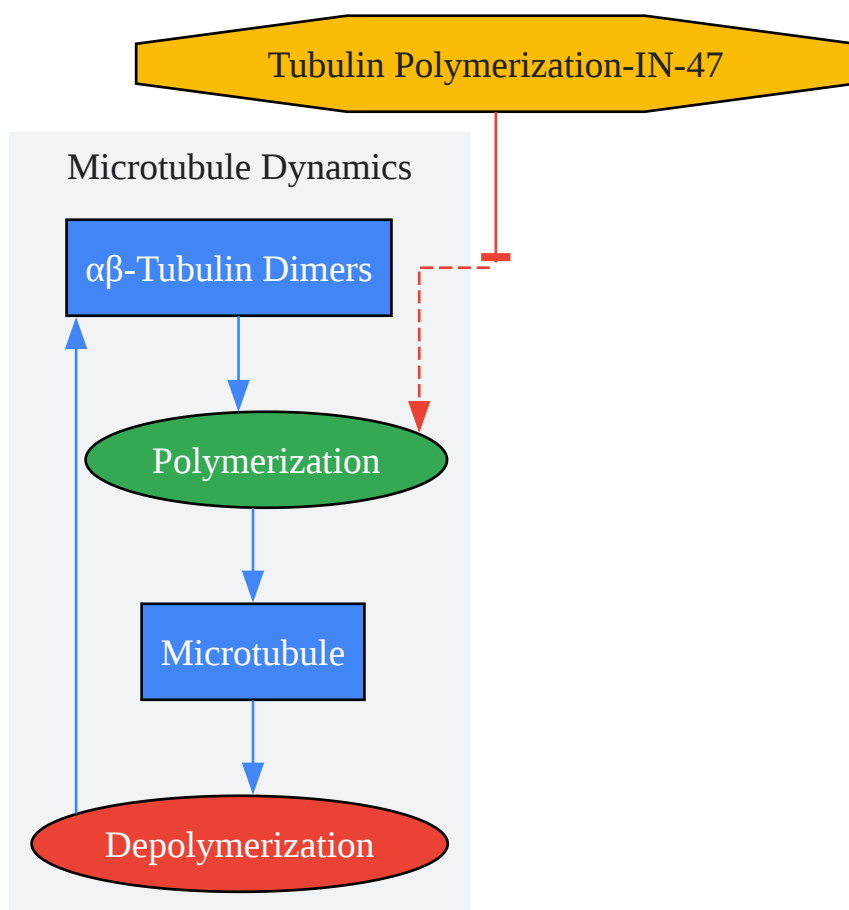 Tubulin Polymerization-IN-47
Microtubule Dynamics
αβ-Tubulin Dimers
Polymerization
Microtubule
Depolymerization